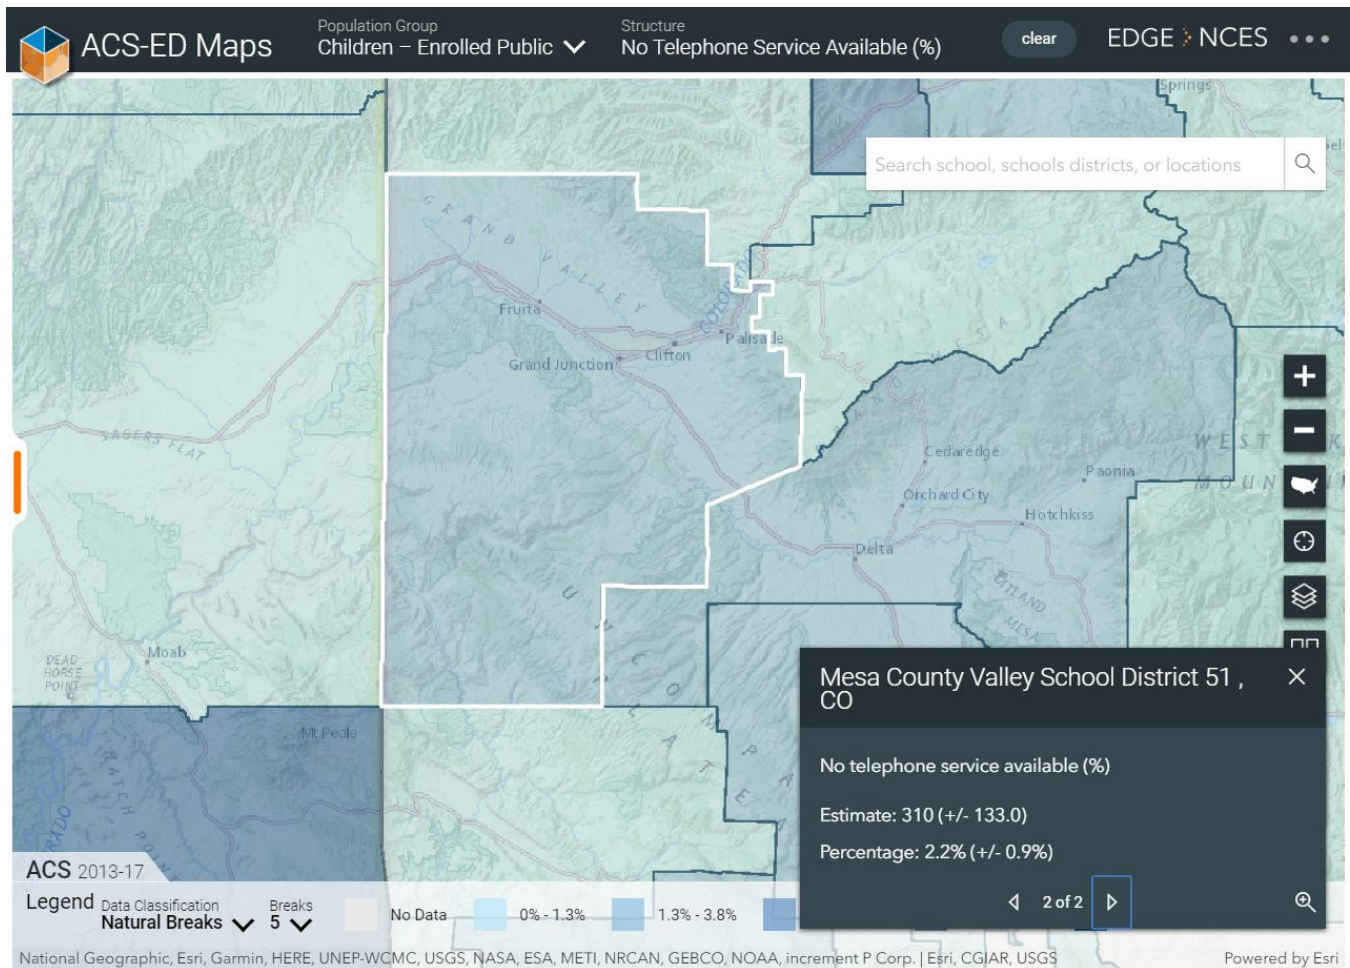 ACS-ED Maps
Population Group
Children – Enrolled Public
Structure
No Telephone Service Available (%)
clear
EDGE NCES
Springs
Search school, schools districts, or locations
GRAND VALLEY
COLORADO
Fruita
Palisade
Clifton
Grand Junction
GRAND MESA
SAGERS FLAT
Cedaredge
WEST
Paonia
MOUN
Orchard City
Hotchkiss
Delta
Moab
DEAD
HORSE
POINT
Mt Peale
Mesa County Valley School District 51 ,
CO
No telephone service available (%)
Estimate: 310 (+/- 133.0)
Percentage: 2.2% (+/- 0.9%)
2 of 2
ACS 2013-17
Legend
Data Classification
Natural Breaks
Breaks
5
No Data
0% - 1.3%
1.3% - 3.8%
National Geographic, Esri, Garmin, HERE, UNEP-WCMC, USGS, NASA, ESA, METI, NRCAN, GEBCO, NOAA, increment P Corp. | Esri, CGIAR, USGS
Powered by Esri